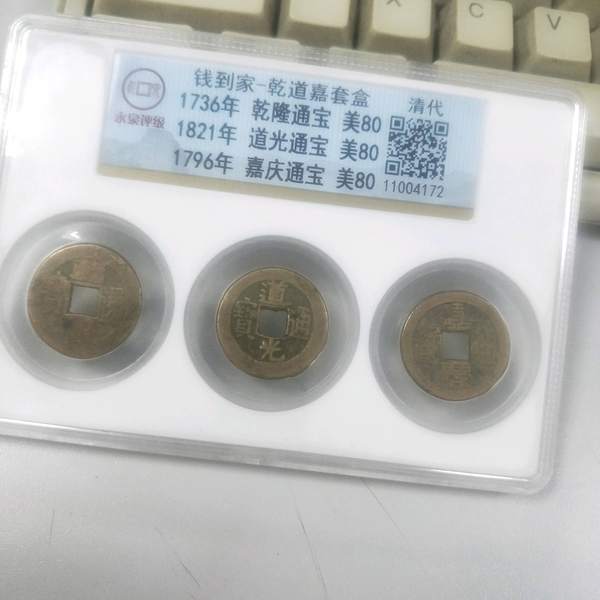 X
C
V
钱到家-乾道嘉套盒
清代
1736年 乾隆通宝 美80
1821年 道光通宝 美80
1796年 嘉庆通宝 美80
11004172
永泉评级
道光通寶